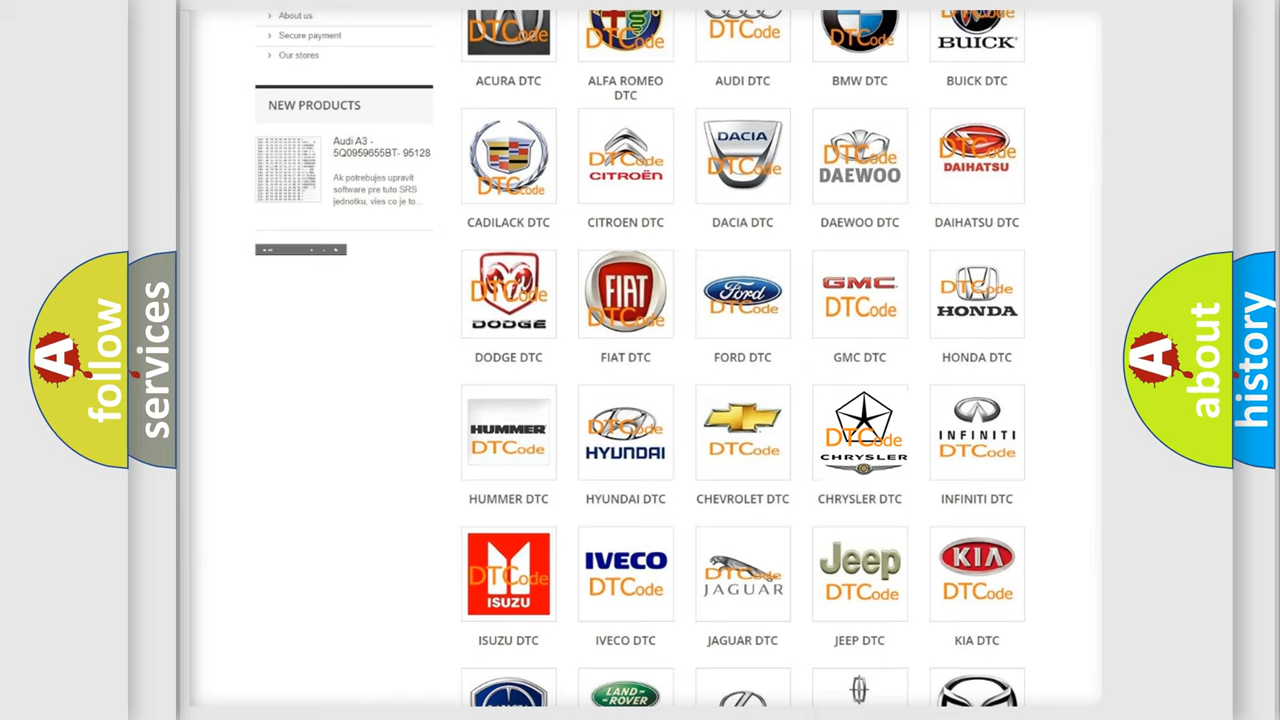 About us
Secure payment
Our stores
NEW PRODUCTS
Audi A3 -
5Q0959655BT- 95128
Ak potrebujes upravit
software pre tuto SRS
jednotku, vies co je to...
DTCode DTCode DTCode DTCode BUICK
ACURA DTC
ALFA ROMEO
DTC
AUDI DTC
BMW DTC
BUICK DTC
DTCode
DTCode
CITROËN
DACIA
DTCode
DTCode
DAEWOO
DTCode
DAIHATSU
CADILACK DTC
CITROEN DTC
DACIA DTC
DAEWOO DTC
DAIHATSU DTC
DTCode
DODGE
FIAT
DTCode
Ford
DTCode
GMC
DTCode
DTCode
HONDA
DODGE DTC
FIAT DTC
FORD DTC
GMC DTC
HONDA DTC
HUMMER
DTCode
DTCode
HYUNDAI
DTCode
DTCode
CHRYSLER
INFINITI
DTCode
HUMMER DTC
HYUNDAI DTC
CHEVROLET DTC
CHRYSLER DTC
INFINITI DTC
DTCode
ISUZU
IVECO
DTCode
DTCode
JAGUAR
Jeep
DTCode
KIA
DTCode
ISUZU DTC
IVECO DTC
JAGUAR DTC
JEEP DTC
KIA DTC
LAND-
ROVER
A follow
services
A about
history